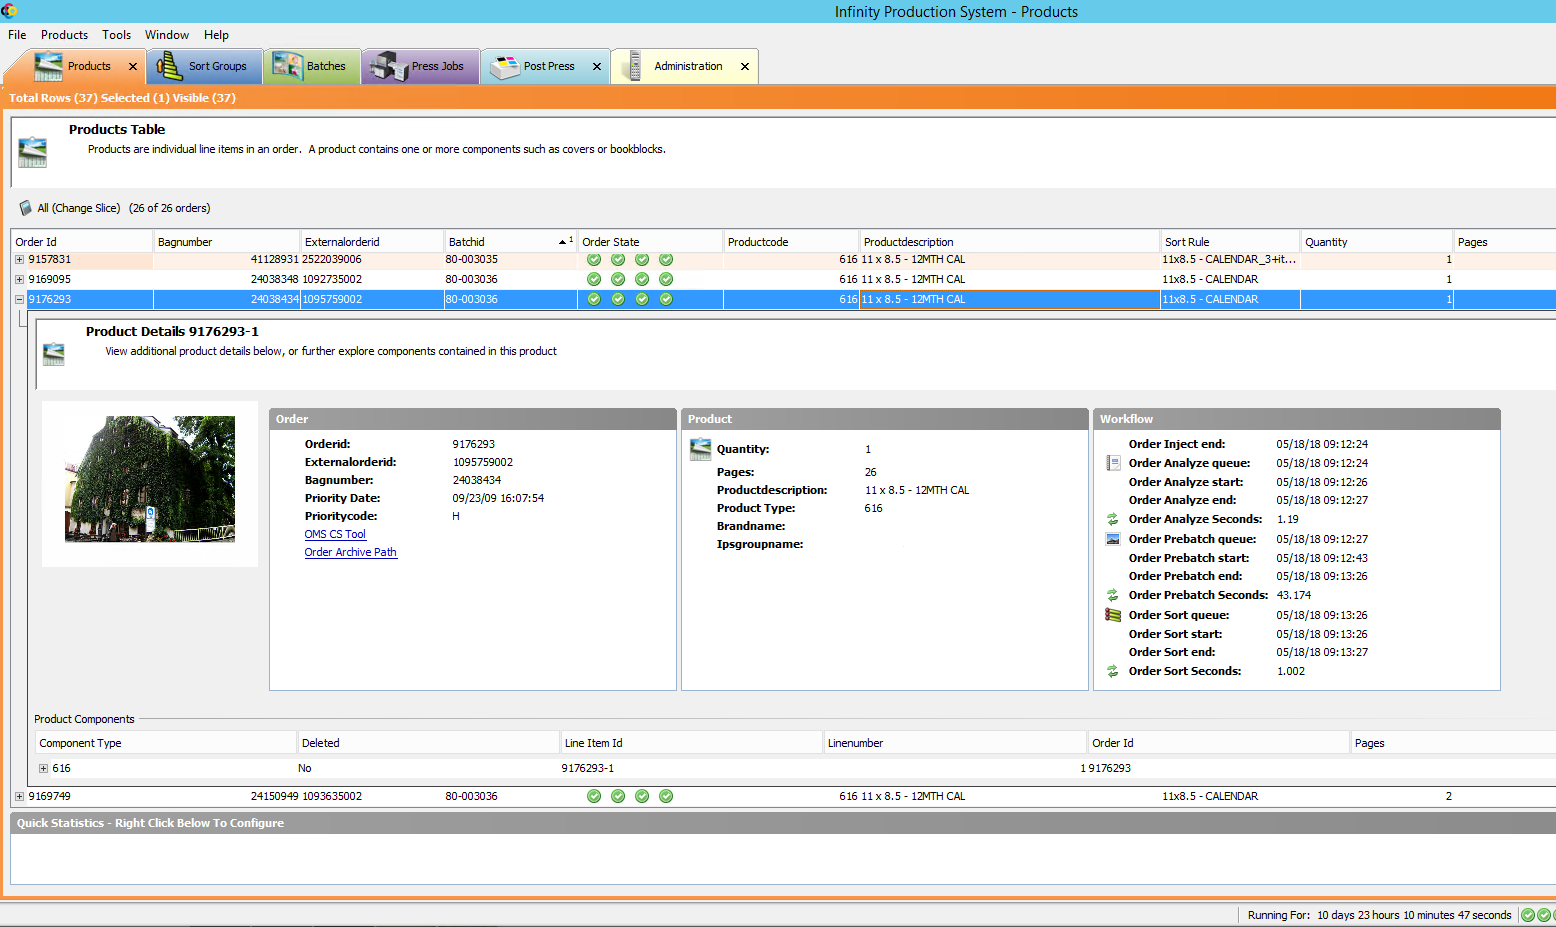 Infinity Production System - Products
File Products Tools Window Help
Products Sort Groups Batches Press Jobs Post Press Administration
Total Rows (37) Selected (1) Visible (37)
Products Table
Products are individual line items in an order. A product contains one or more components such as covers or bookblocks.
All (Change Slice) (26 of 26 orders)
Order Id Bagnumber Externalorderid Batchid 1 Order State Productcode Productdescription Sort Rule Quantity Pages
9157831 41128931 2522039006 80-003035 616 11 x 8.5 - 12MTH CAL 11x8.5 - CALENDAR_3+it... 1
9169095 24038348 1092735002 80-003036 616 11 x 8.5 - 12MTH CAL 11x8.5 - CALENDAR 1
9176293 24038434 1095759002 80-003036 616 11 x 8.5 - 12MTH CAL 11x8.5 - CALENDAR 1
Product Details 9176293-1
View additional product details below, or further explore components contained in this product
Order
Orderid: 9176293
Externalorderid: 1095759002
Bagnumber: 24038434
Priority Date: 09/23/09 16:07:54
Prioritycode: H
OMS CS Tool
Order Archive Path
Product
Quantity: 1
Pages: 26
Productdescription: 11 x 8.5 - 12MTH CAL
Product Type: 616
Brandname:
Ipsgroupname:
Workflow
Order Inject end: 05/18/18 09:12:24
Order Analyze queue: 05/18/18 09:12:24
Order Analyze start: 05/18/18 09:12:26
Order Analyze end: 05/18/18 09:12:27
Order Analyze Seconds: 1.19
Order Prebatch queue: 05/18/18 09:12:27
Order Prebatch start: 05/18/18 09:12:43
Order Prebatch end: 05/18/18 09:13:26
Order Prebatch Seconds: 43.174
Order Sort queue: 05/18/18 09:13:26
Order Sort start: 05/18/18 09:13:26
Order Sort end: 05/18/18 09:13:27
Order Sort Seconds: 1.002
Product Components
Component Type Deleted Line Item Id Linenumber Order Id Pages
616 No 9176293-1 1 9176293
9169749 24150949 1093635002 80-003036 616 11 x 8.5 - 12MTH CAL 11x8.5 - CALENDAR 2
Quick Statistics - Right Click Below To Configure
Running For: 10 days 23 hours 10 minutes 47 seconds